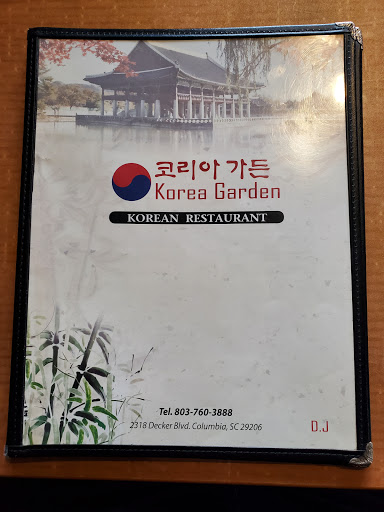 코리아 가든
Korea Garden
KOREAN RESTAURANT
Tel. 803-760-3888
2318 Decker Blvd. Columbia, SC 29206
D.J